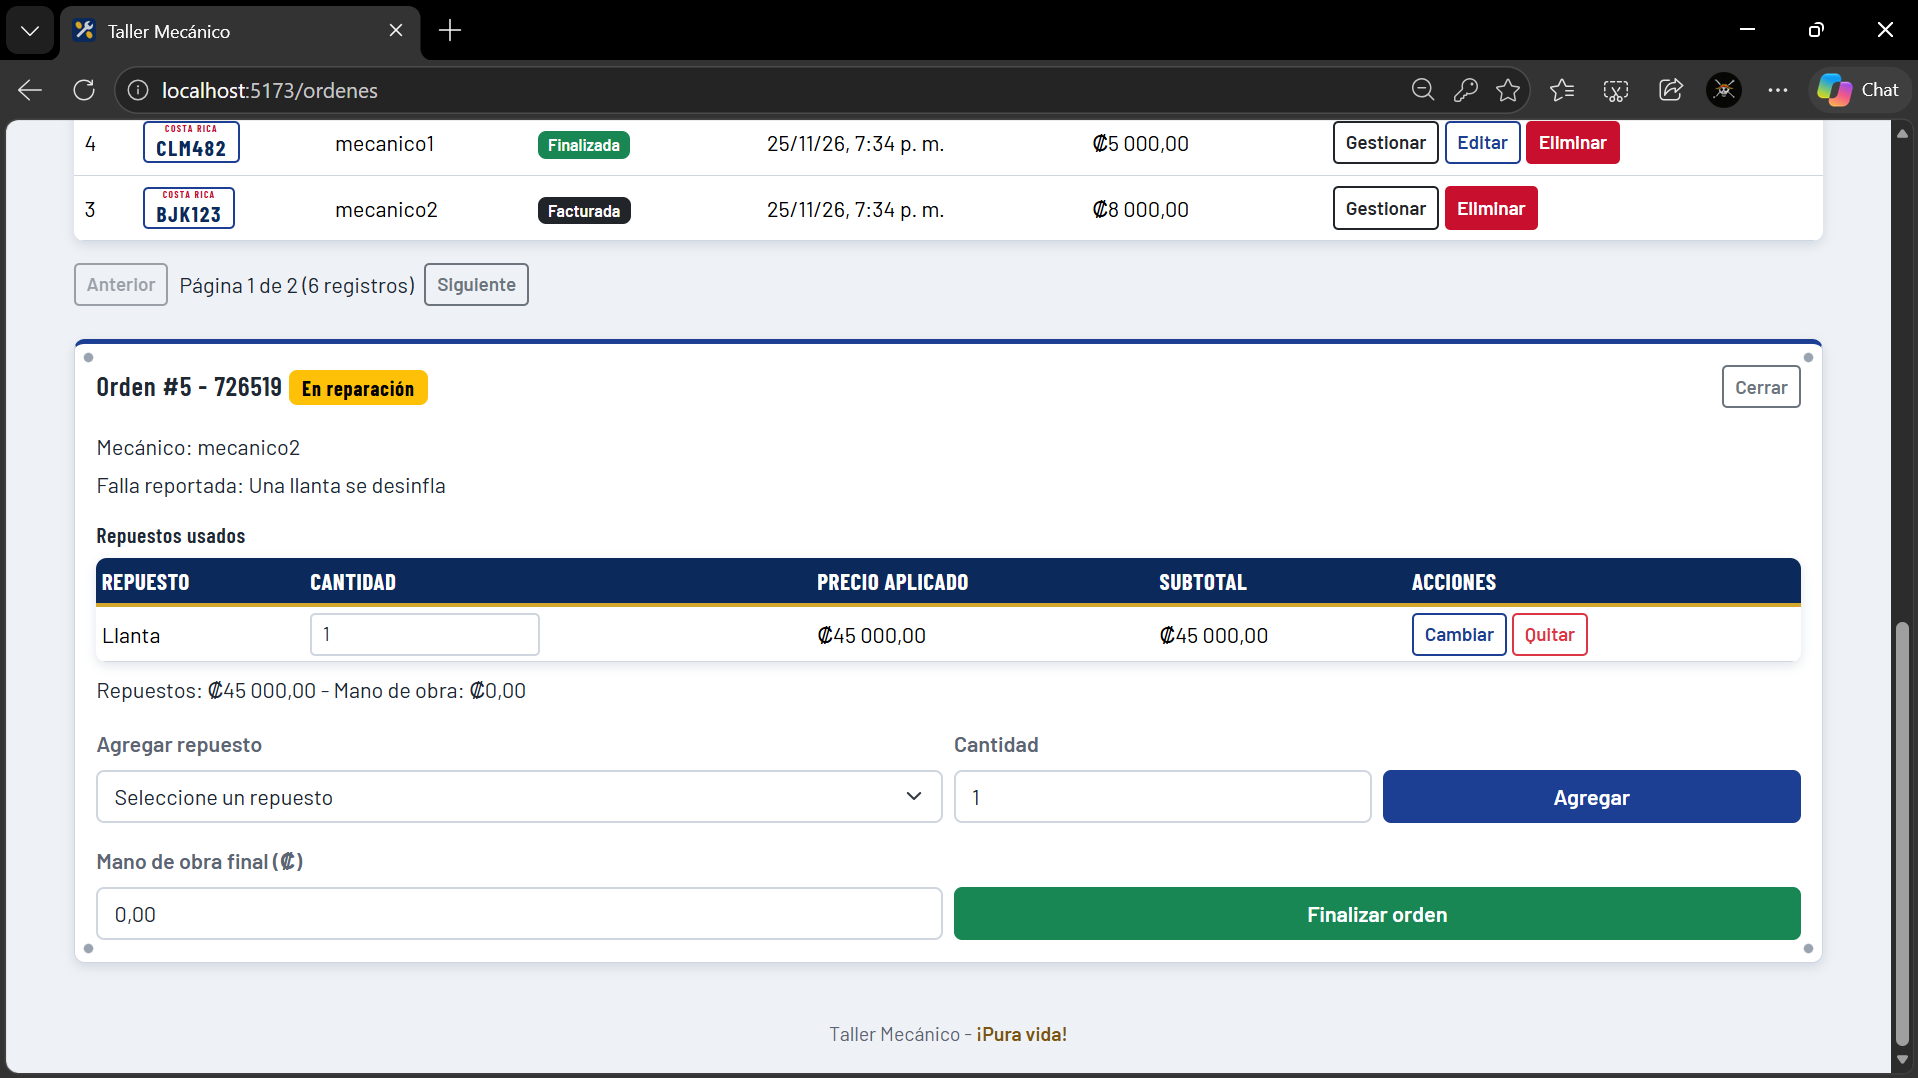 Taller Mecánico
localhost:5173/ordenes
Chat
4 COSTA RICA CLM482 mecanico1 Finalizada 25/11/26, 7:34 p. m. ₡5 000,00 Gestionar Editar Eliminar
3 COSTA RICA BJK123 mecanico2 Facturada 25/11/26, 7:34 p. m. ₡8 000,00 Gestionar Eliminar
Anterior Página 1 de 2 (6 registros) Siguiente
Orden #5 - 726519 En reparación Cerrar
Mecánico: mecanico2
Falla reportada: Una llanta se desinfla
Repuestos usados
REPUESTO CANTIDAD PRECIO APLICADO SUBTOTAL ACCIONES
Llanta 1 ₡45 000,00 ₡45 000,00 Cambiar Quitar
Repuestos: ₡45 000,00 - Mano de obra: ₡0,00
Agregar repuesto Cantidad
Seleccione un repuesto 1 Agregar
Mano de obra final (₡)
0,00 Finalizar orden
Taller Mecánico - ¡Pura vida!